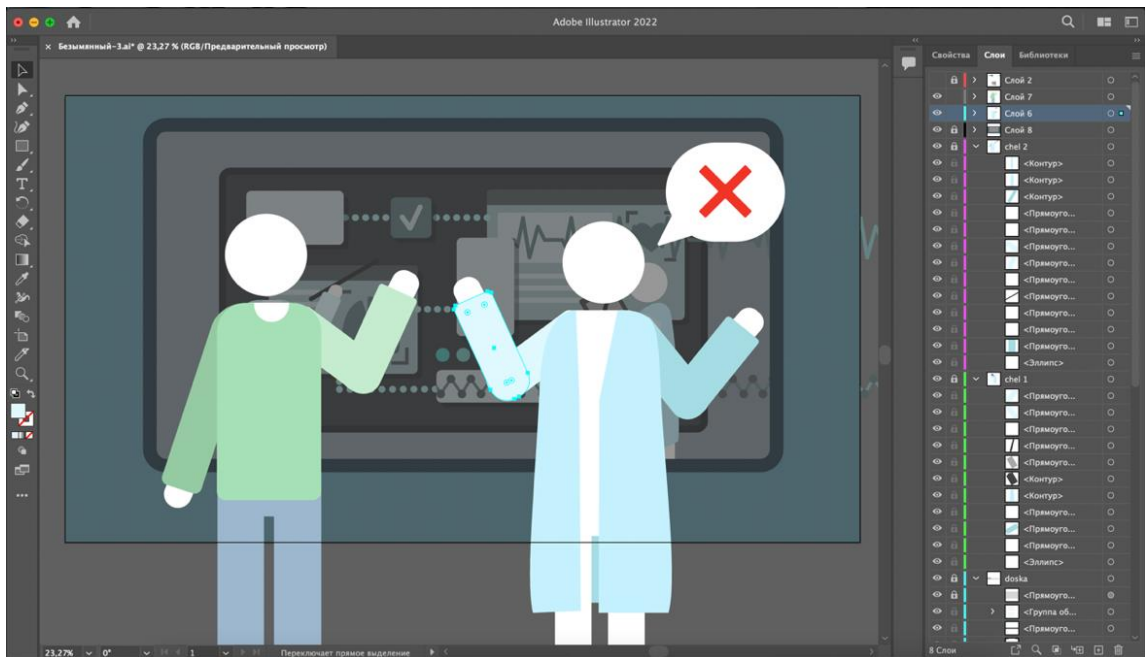 Adobe Illustrator 2022
× Безымянный-3.ai* @ 23,27 % (RGB/Предварительный просмотр)
Свойства Слои Библиотеки
Слой 2
Слой 7
Слой 6
Слой 8
chel 2
<Контур>
<Контур>
<Контур>
<Прямоуго...
<Прямоуго...
<Прямоуго...
<Прямоуго...
<Прямоуго...
<Прямоуго...
<Прямоуго...
<Прямоуго...
<Прямоуго...
<Эллипс>
chel 1
<Прямоуго...
<Прямоуго...
<Прямоуго...
<Прямоуго...
<Прямоуго...
<Контур>
<Контур>
<Прямоуго...
<Прямоуго...
<Прямоуго...
<Эллипс>
doska
<Прямоуго...
<Группа об...
<Прямоуго...
23,27% 0° 1 Переключает прямое выделение
8 Слои